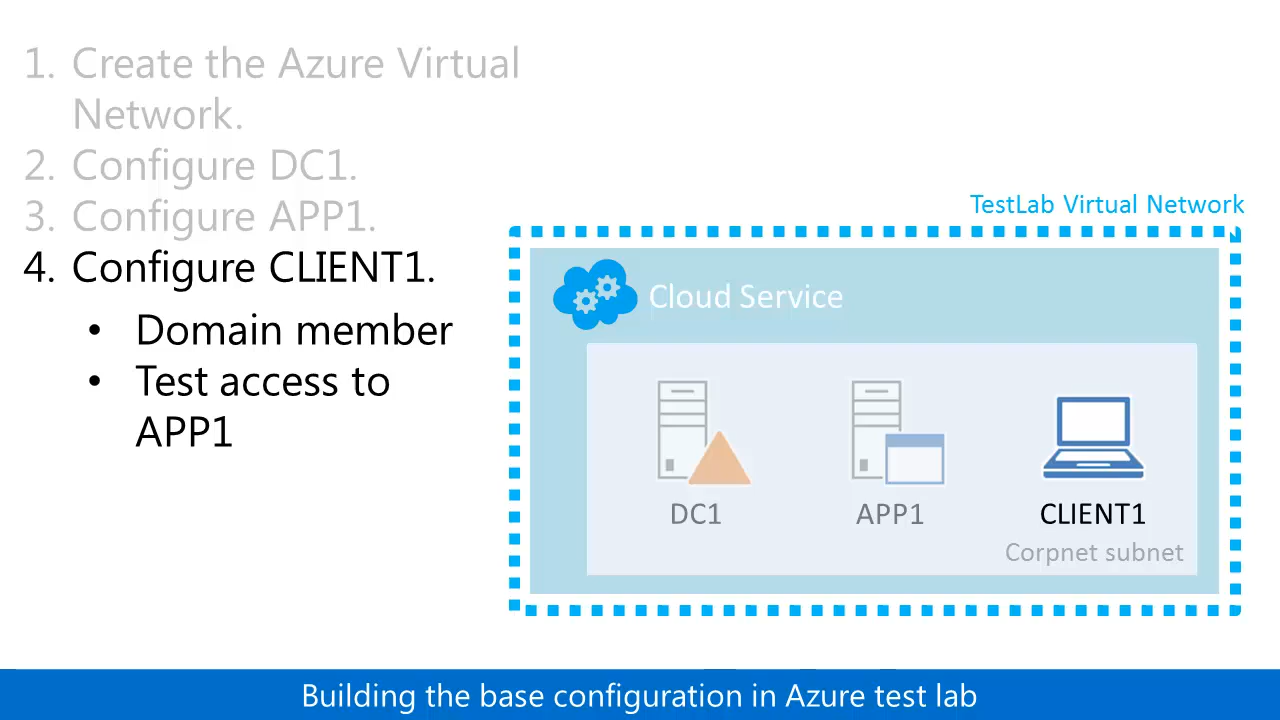 1. Create the Azure Virtual
Network.
2. Configure DC1.
3. Configure APP1.
4. Configure CLIENT1.
• Domain member
• Test access to
APP1
TestLab Virtual Network
Cloud Service
DC1
APP1
CLIENT1
Corpnet subnet
Building the base configuration in Azure test lab